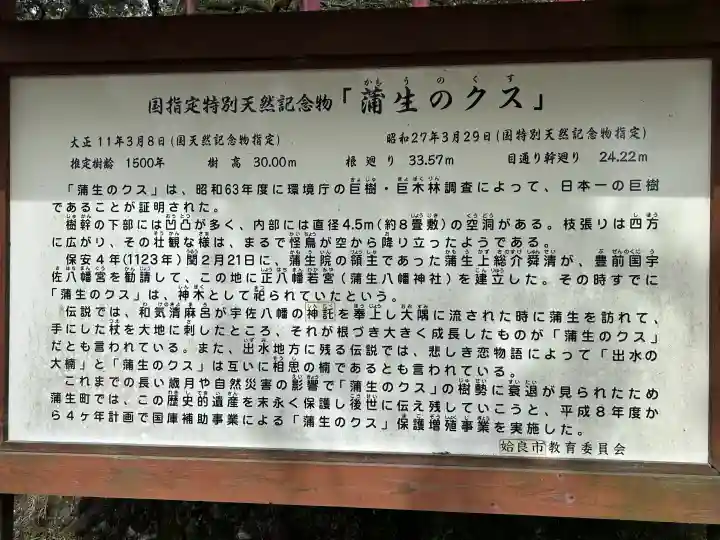 国指定特別天然記念物「蒲生のクス」
大正11年3月8日(国天然記念物指定) 昭和27年3月29日(国特別天然記念物指定)
推定樹齢 1500年 樹高 30.00m 根廻り 33.57m 目通り幹廻り 24.22m
「蒲生のクス」は、昭和63年度に環境庁の巨樹・巨木林調査によって、日本一の巨樹
であることが証明された。
樹幹の下部には凹凸が多く、内部には直径4.5m(約8畳敷)の空洞がある。枝張りは四方
に広がり、その壮観な様は、まるで怪鳥が空から降り立ったようである。
保安4年(1123年)閏2月21日に、蒲生院の領主であった蒲生上総介舜清が、豊前国宇
佐八幡宮を勧請して、この地に正八幡若宮(蒲生八幡神社)を建立した。その時すでに
「蒲生のクス」は、神木として祀られていたという。
伝説では、和気清麻呂が宇佐八幡の神託を奉上し大隅に流された時に蒲生を訪れて、
手にした杖を大地に刺したところ、それが根づき大きく成長したものが「蒲生のクス」
だとも言われている。また、出水地方に残る伝説では、悲しき恋物語によって「出水の
大楠」と「蒲生のクス」は互いに相思の楠であるとも言われている。
これまでの長い歳月や自然災害の影響で「蒲生のクス」の樹勢に衰退が見られたため
蒲生町では、この歴史的遺産を末永く保護し後世に伝え残していこうと、平成8年度か
ら4ヶ年計画で国庫補助事業による「蒲生のクス」保護増殖事業を実施した。
姶良市教育委員会